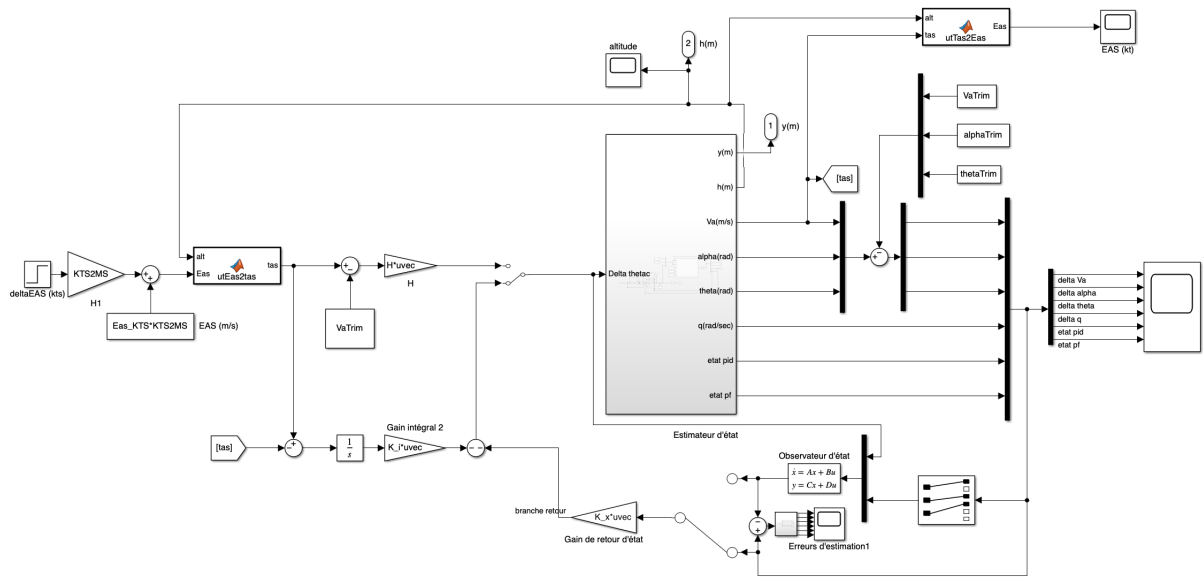 alt
tas
utTas2Eas
Eas
EAS (kt)
altitude
2
h(m)
VaTrim
alphaTrim
thetaTrim
1
y(m)
y(m)
h(m)
[tas]
Va(m/s)
alpha(rad)
theta(rad)
q(rad/sec)
etat pid
etat pf
Delta thetac
deltaEAS (kts)
KTS2MS
H1
Eas_KTS*KTS2MS
EAS (m/s)
alt
Eas
utEas2tas
tas
VaTrim
H*uvec
H
delta Va
delta alpha
delta theta
delta q
etat pid
etat pf
[tas]
1
s
Gain intégral 2
K_i*uvec
Estimateur d'état
Observateur d'état
ẋ = Ax + Bu
y = Cx + Du
branche retour
K_x*uvec
Gain de retour d'état
Erreurs d'estimation1